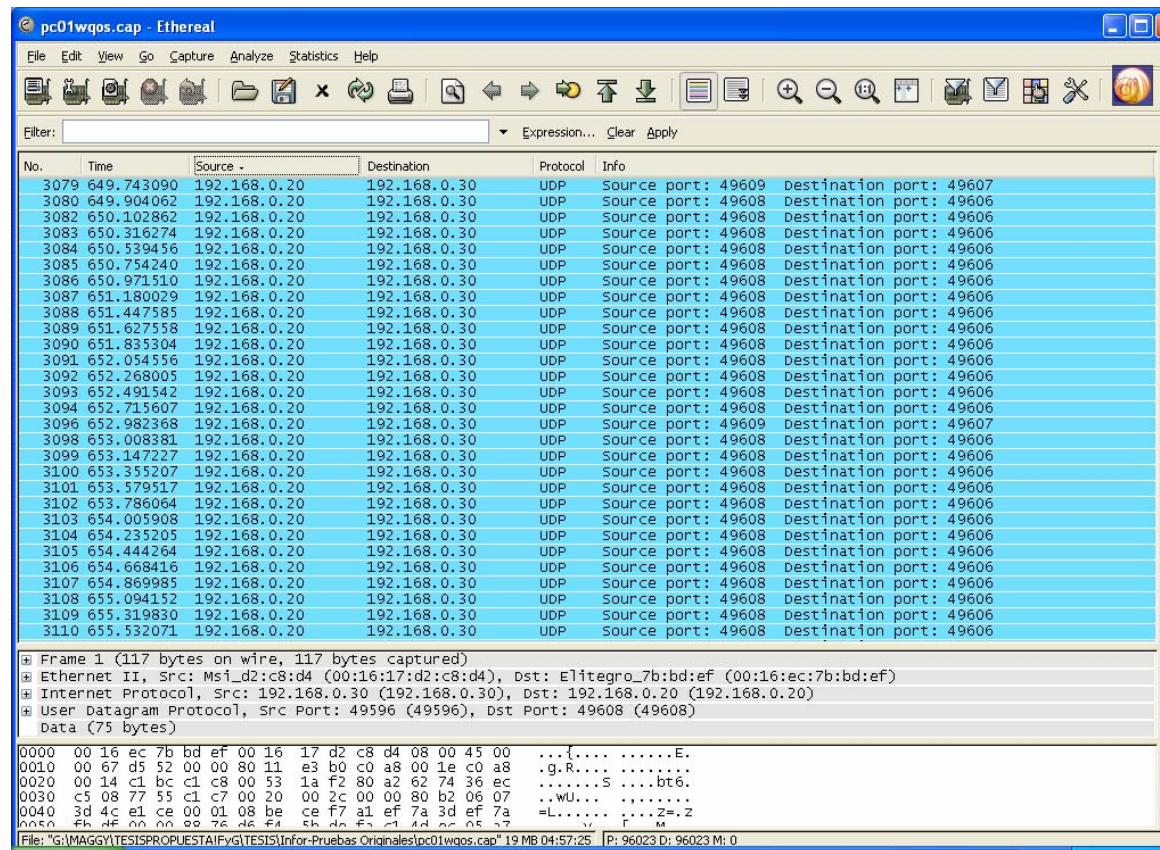 pc01wqos.cap - Ethereal
File Edit View Go Capture Analyze Statistics Help
Filter: Expression... Clear Apply
No. Time Source Destination Protocol Info
3079 649.743090 192.168.0.20 192.168.0.30 UDP Source port: 49609 Destination port: 49607
3080 649.904062 192.168.0.20 192.168.0.30 UDP Source port: 49608 Destination port: 49606
3082 650.102862 192.168.0.20 192.168.0.30 UDP Source port: 49608 Destination port: 49606
3083 650.316274 192.168.0.20 192.168.0.30 UDP Source port: 49608 Destination port: 49606
3084 650.539456 192.168.0.20 192.168.0.30 UDP Source port: 49608 Destination port: 49606
3085 650.754240 192.168.0.20 192.168.0.30 UDP Source port: 49608 Destination port: 49606
3086 650.971510 192.168.0.20 192.168.0.30 UDP Source port: 49608 Destination port: 49606
3087 651.180029 192.168.0.20 192.168.0.30 UDP Source port: 49608 Destination port: 49606
3088 651.447585 192.168.0.20 192.168.0.30 UDP Source port: 49608 Destination port: 49606
3089 651.627558 192.168.0.20 192.168.0.30 UDP Source port: 49608 Destination port: 49606
3090 651.835304 192.168.0.20 192.168.0.30 UDP Source port: 49608 Destination port: 49606
3091 652.054556 192.168.0.20 192.168.0.30 UDP Source port: 49608 Destination port: 49606
3092 652.268005 192.168.0.20 192.168.0.30 UDP Source port: 49608 Destination port: 49606
3093 652.491542 192.168.0.20 192.168.0.30 UDP Source port: 49608 Destination port: 49606
3094 652.715607 192.168.0.20 192.168.0.30 UDP Source port: 49608 Destination port: 49606
3096 652.982368 192.168.0.20 192.168.0.30 UDP Source port: 49609 Destination port: 49607
3098 653.008381 192.168.0.20 192.168.0.30 UDP Source port: 49608 Destination port: 49606
3099 653.147227 192.168.0.20 192.168.0.30 UDP Source port: 49608 Destination port: 49606
3100 653.355207 192.168.0.20 192.168.0.30 UDP Source port: 49608 Destination port: 49606
3101 653.579517 192.168.0.20 192.168.0.30 UDP Source port: 49608 Destination port: 49606
3102 653.786064 192.168.0.20 192.168.0.30 UDP Source port: 49608 Destination port: 49606
3103 654.005908 192.168.0.20 192.168.0.30 UDP Source port: 49608 Destination port: 49606
3104 654.235205 192.168.0.20 192.168.0.30 UDP Source port: 49608 Destination port: 49606
3105 654.444264 192.168.0.20 192.168.0.30 UDP Source port: 49608 Destination port: 49606
3106 654.668416 192.168.0.20 192.168.0.30 UDP Source port: 49608 Destination port: 49606
3107 654.869985 192.168.0.20 192.168.0.30 UDP Source port: 49608 Destination port: 49606
3108 655.094152 192.168.0.20 192.168.0.30 UDP Source port: 49608 Destination port: 49606
3109 655.319830 192.168.0.20 192.168.0.30 UDP Source port: 49608 Destination port: 49606
3110 655.532071 192.168.0.20 192.168.0.30 UDP Source port: 49608 Destination port: 49606
Frame 1 (117 bytes on wire, 117 bytes captured)
Ethernet II, Src: Msi_d2:c8:d4 (00:16:17:d2:c8:d4), Dst: Elitegro_7b:bd:ef (00:16:ec:7b:bd:ef)
Internet Protocol, Src: 192.168.0.30 (192.168.0.30), Dst: 192.168.0.20 (192.168.0.20)
User Datagram Protocol, Src Port: 49596 (49596), Dst Port: 49608 (49608)
Data (75 bytes)
0000 00 16 ec 7b bd ef 00 16 17 d2 c8 d4 08 00 45 00 ...{.... ......E.
0010 00 67 d5 52 00 00 80 11 e3 b0 c0 a8 00 1e c0 a8 .g.R.... ........
0020 00 14 c1 bc c1 c8 00 53 1a f2 80 a2 62 74 36 ec .......S ....bt6.
0030 c5 08 77 55 c1 c7 00 20 00 2c 00 00 80 b2 06 07 ..wU... .,......
0040 3d 4c e1 ce 00 01 08 be ce f7 a1 ef 7a 3d ef 7a =L...... ....z=.z
File: "G:\MAGGY\TESISPROPUESTA!FyG\TESIS\Infor-Pruebas Originales\pc01wqos.cap" 19 MB 04:57:25 P: 96023 D: 96023 M: 0